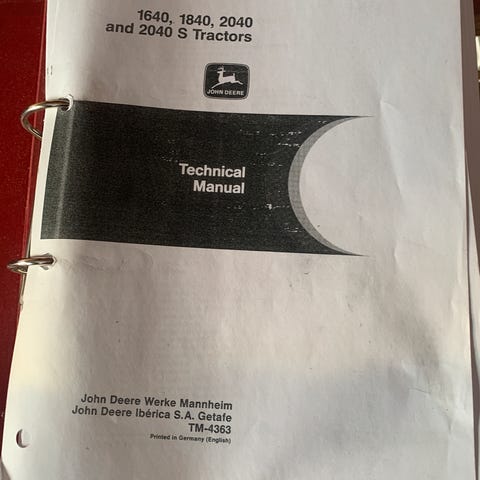 1640, 1840, 2040
and 2040 S Tractors
JOHN DEERE
Technical
Manual
John Deere Werke Mannheim
John Deere Ibérica S.A. Getafe
TM-4363
Printed in Germany (English)